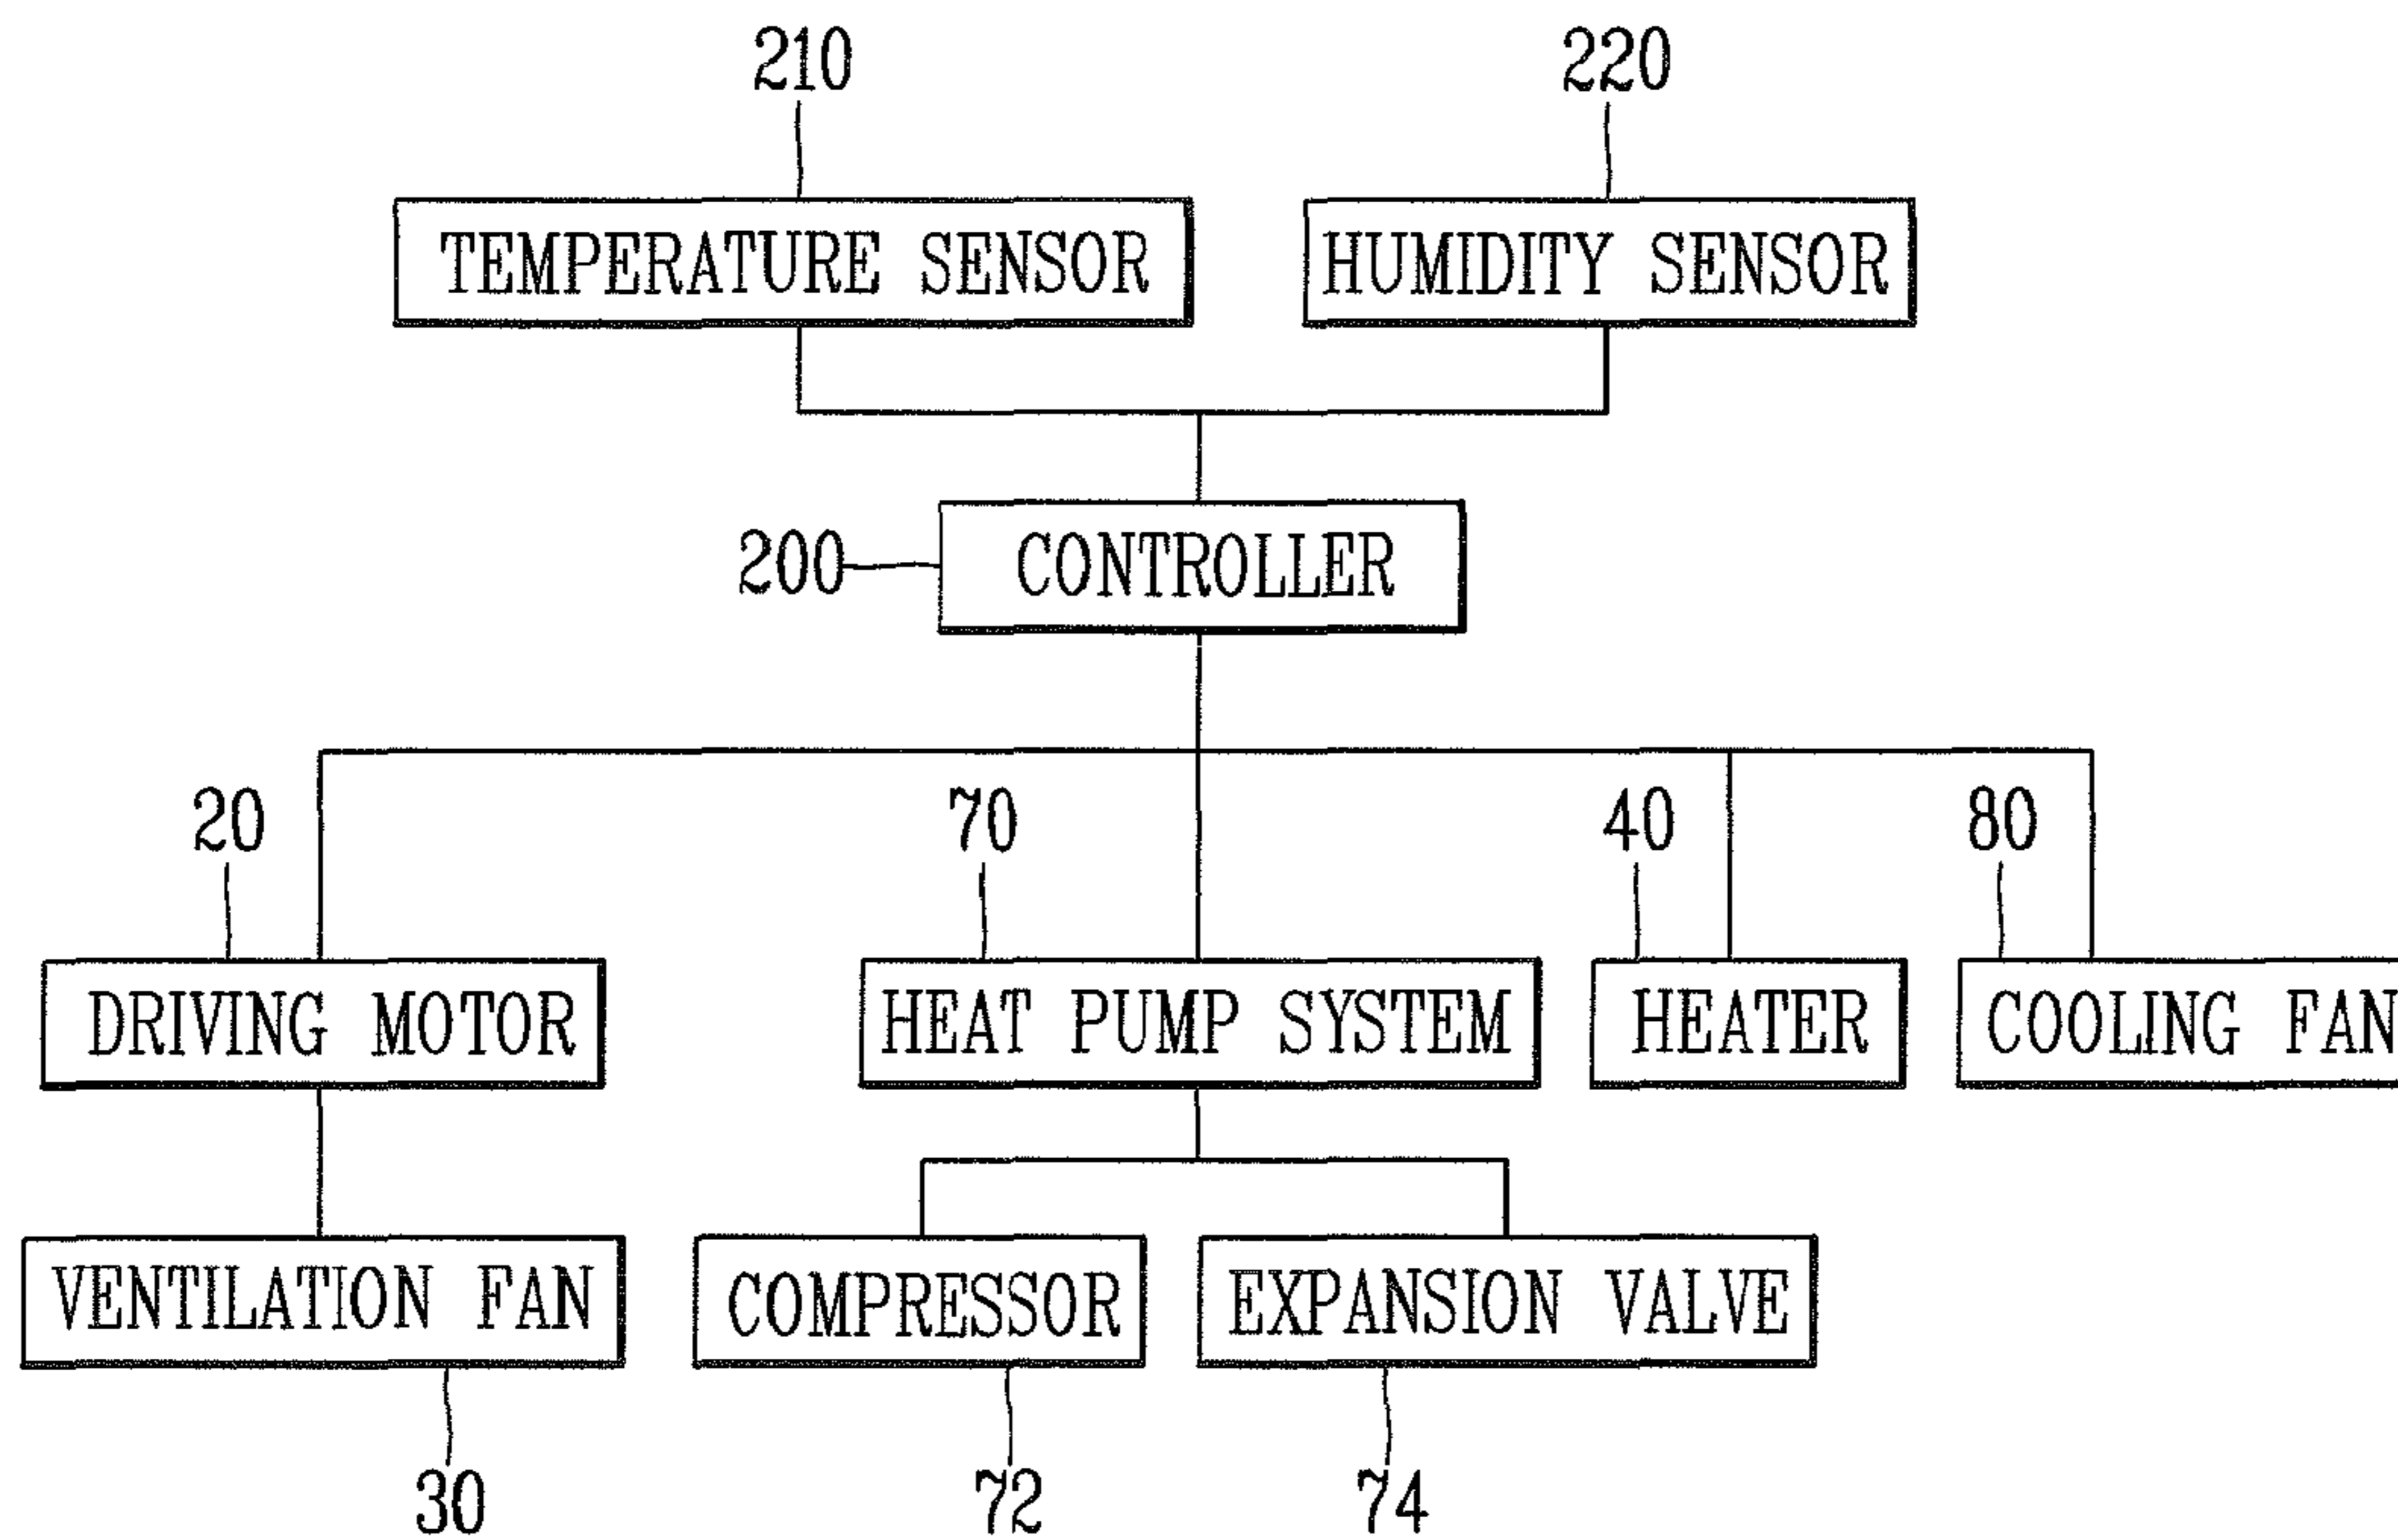 210 220
TEMPERATURE SENSOR HUMIDITY SENSOR
200 CONTROLLER
20 70 40 80
DRIVING MOTOR HEAT PUMP SYSTEM HEATER COOLING FAN
VENTILATION FAN COMPRESSOR EXPANSION VALVE
30 72 74